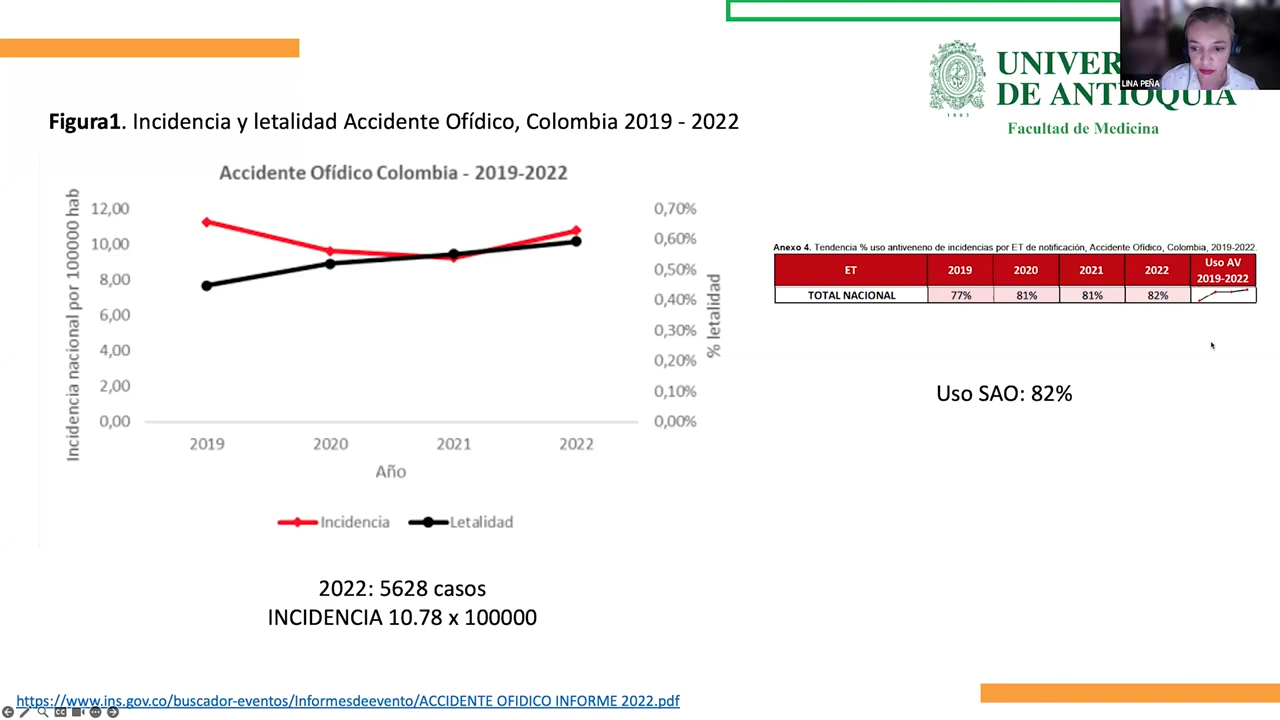 UNIVER
DE ANTIOQUIA
1803
Facultad de Medicina
LINA PEÑA
Figura1. Incidencia y letalidad Accidente Ofídico, Colombia 2019 - 2022
Accidente Ofídico Colombia - 2019-2022
Incidencia nacional por 100000 hab
12,00
10,00
8,00
6,00
4,00
2,00
0,00
0,70%
0,60%
0,50%
0,40%
0,30%
0,20%
0,10%
0,00%
% letalidad
2019 2020 2021 2022
Año
Incidencia Letalidad
2022: 5628 casos
INCIDENCIA 10.78 x 100000
Anexo 4. Tendencia % uso antiveneno de incidencias por ET de notificación, Accidente Ofídico, Colombia, 2019-2022.
ET 2019 2020 2021 2022 Uso AV 2019-2022
TOTAL NACIONAL 77% 81% 81% 82%
Uso SAO: 82%
https://www.ins.gov.co/buscador-eventos/Informesdeevento/ACCIDENTE OFIDICO INFORME 2022.pdf